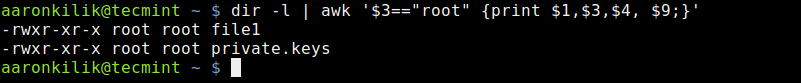 aaronkilik@tecmint ~ $ dir -l | awk '$3=="root" {print $1,$3,$4, $9;}'
-rwxr-xr-x root root file1
-rwxr-xr-x root root private.keys
aaronkilik@tecmint ~ $